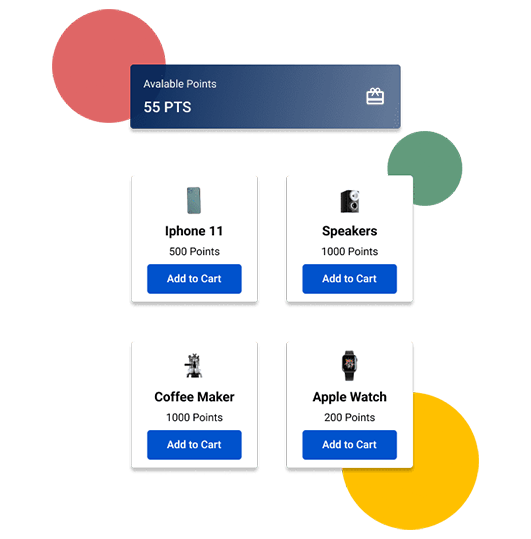 Avalable Points
55 PTS
Iphone 11
500 Points
Add to Cart
Speakers
1000 Points
Add to Cart
Coffee Maker
1000 Points
Add to Cart
Apple Watch
200 Points
Add to Cart